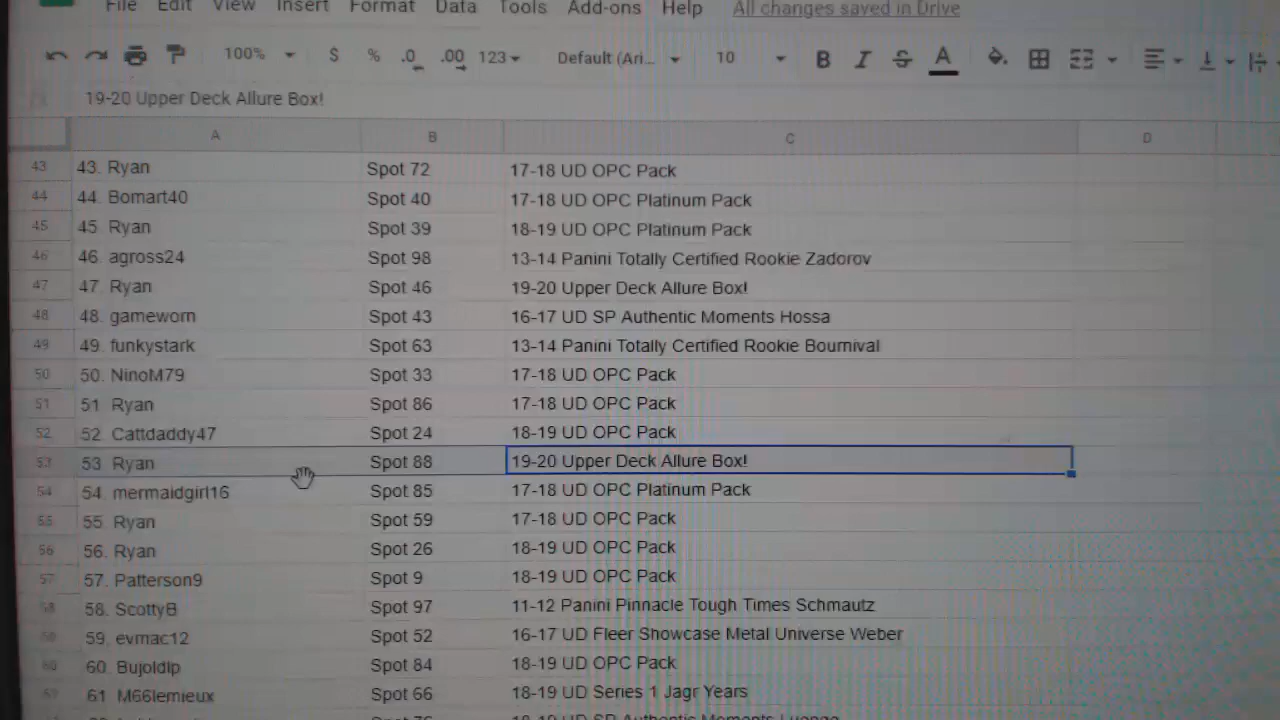 File Edit View Insert Format Data Tools Add-ons Help All changes saved in Drive
100% $ % .0 .00 123 Default (Ari... 10 B I S A
19-20 Upper Deck Allure Box!
A B C D
43 43. Ryan Spot 72 17-18 UD OPC Pack
44 44. Bomart40 Spot 40 17-18 UD OPC Platinum Pack
45 45 Ryan Spot 39 18-19 UD OPC Platinum Pack
46 46. agross24 Spot 98 13-14 Panini Totally Certified Rookie Zadorov
47 47. Ryan Spot 46 19-20 Upper Deck Allure Box!
48 48. gameworn Spot 43 16-17 UD SP Authentic Moments Hossa
49 49. funkystark Spot 63 13-14 Panini Totally Certified Rookie Bournival
50 50. NinoM79 Spot 33 17-18 UD OPC Pack
51 51 Ryan Spot 86 17-18 UD OPC Pack
52 52. Cattdaddy47 Spot 24 18-19 UD OPC Pack
53 53 Ryan Spot 88 19-20 Upper Deck Allure Box!
54 54. mermaidgirl16 Spot 85 17-18 UD OPC Platinum Pack
55 55. Ryan Spot 59 17-18 UD OPC Pack
56 56. Ryan Spot 26 18-19 UD OPC Pack
57 57. Patterson9 Spot 9 18-19 UD OPC Pack
58 58. ScottyB Spot 97 11-12 Panini Pinnacle Tough Times Schmautz
59 59. evmac12 Spot 52 16-17 UD Fleer Showcase Metal Universe Weber
60 60. Bujoldip Spot 84 18-19 UD OPC Pack
61 M66lemieux Spot 66 18-19 UD Series 1 Jagr Years